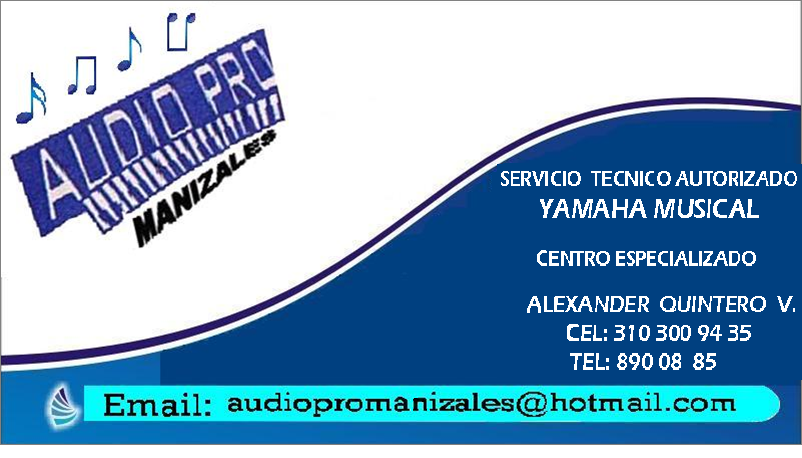 AUDIO PRO
MANIZALES
SERVICIO TECNICO AUTORIZADO
YAMAHA MUSICAL
CENTRO ESPECIALIZADO
ALEXANDER QUINTERO V.
CEL: 310 300 94 35
TEL: 890 08 85
Email: audiopromanizales@hotmail.com